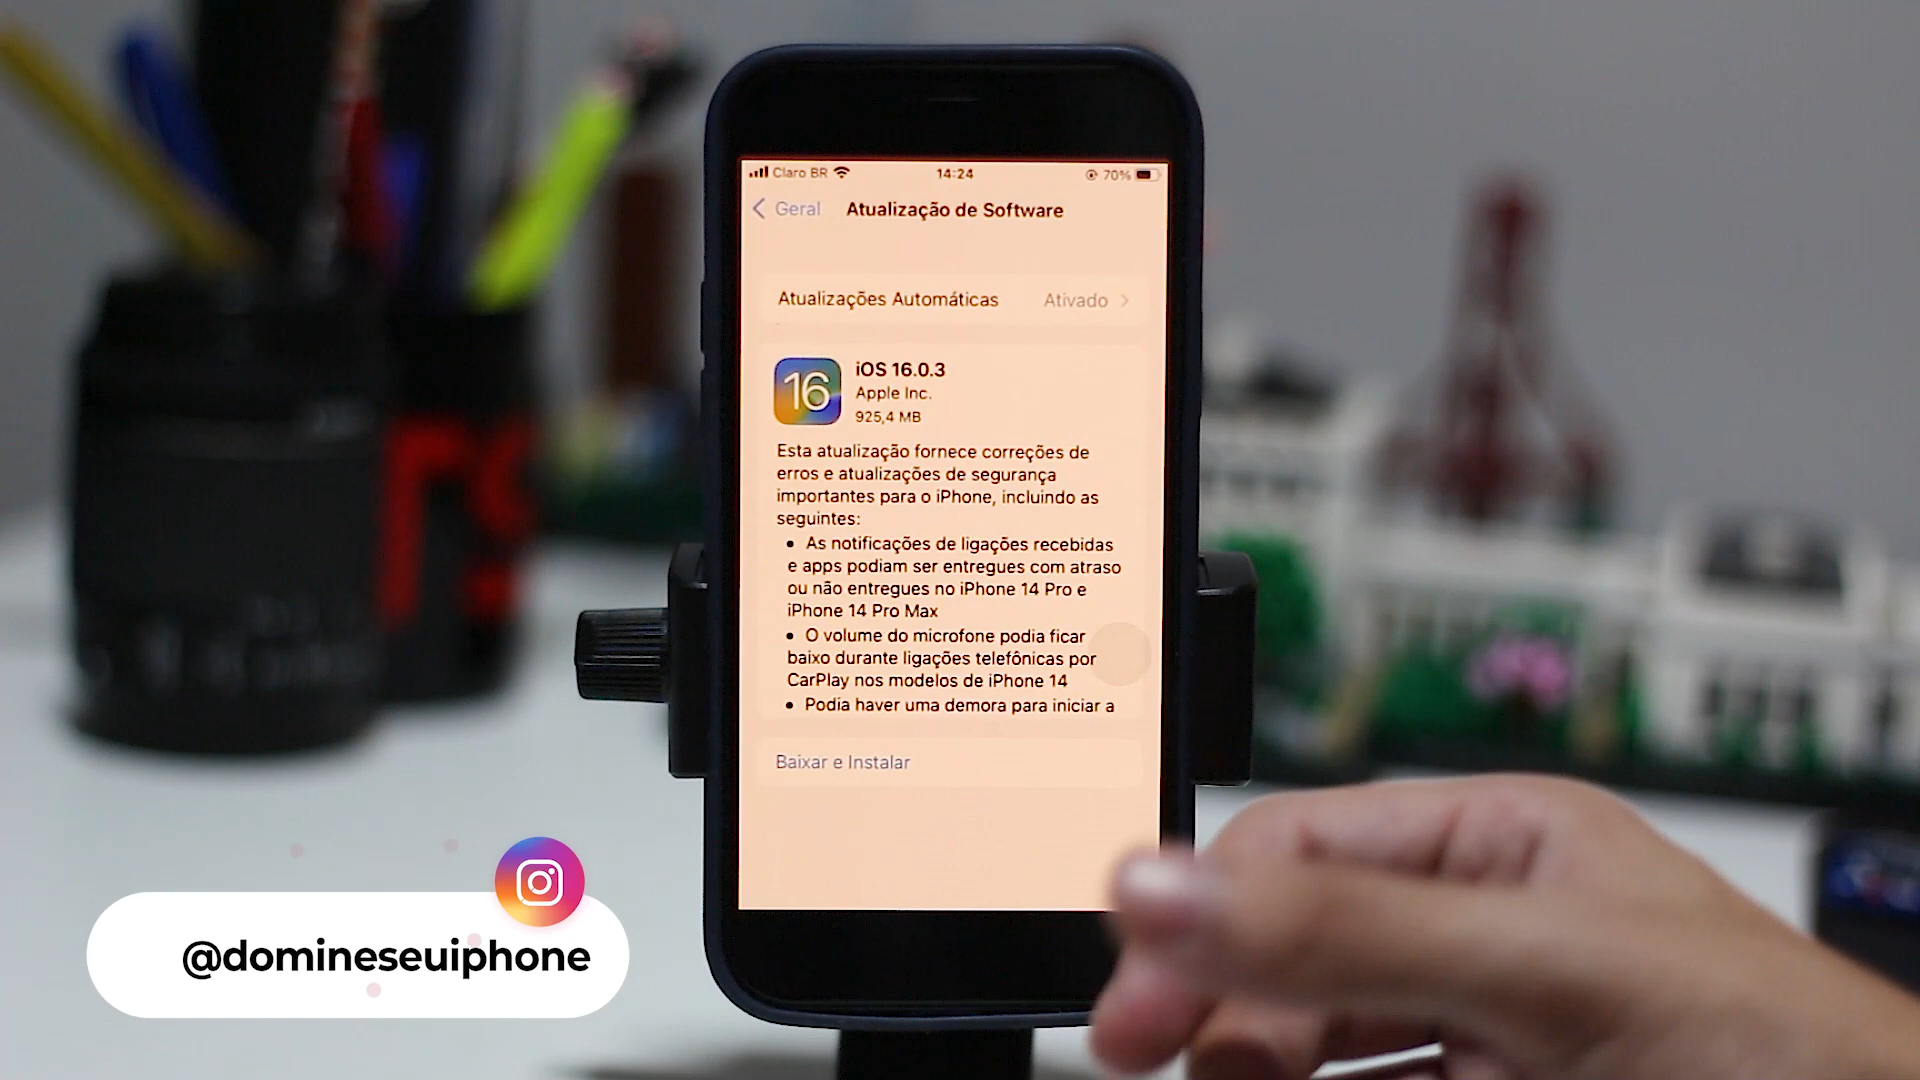 Claro BR
14:24
70%
Geral
Atualização de Software
Atualizações Automáticas
Ativado
16
iOS 16.0.3
Apple Inc.
925,4 MB
Esta atualização fornece correções de
erros e atualizações de segurança
importantes para o iPhone, incluindo as
seguintes:
• As notificações de ligações recebidas
e apps podiam ser entregues com atraso
ou não entregues no iPhone 14 Pro e
iPhone 14 Pro Max
• O volume do microfone podia ficar
baixo durante ligações telefônicas por
CarPlay nos modelos de iPhone 14
• Podia haver uma demora para iniciar a
Baixar e Instalar
@domineseuiphone